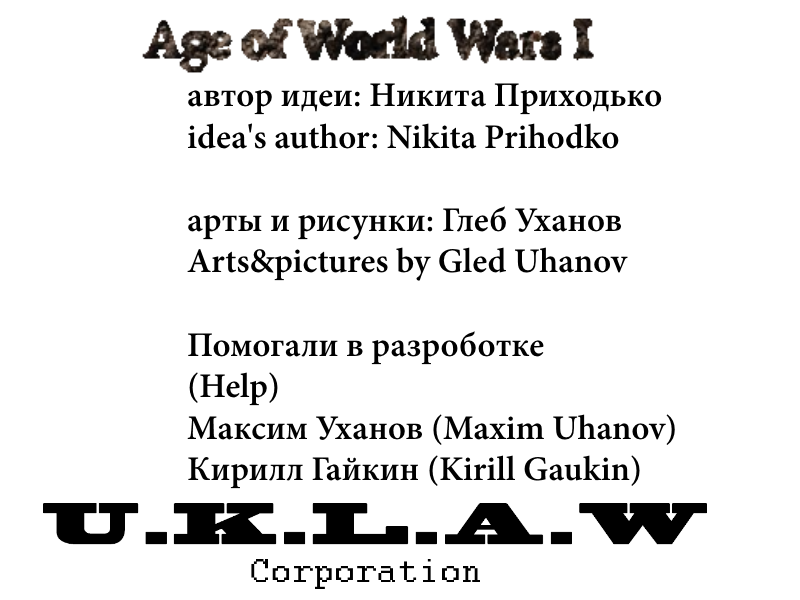 Age of World Wars I
автор идеи: Никита Приходько
idea's author: Nikita Prihodko
арты и рисунки: Глеб Уханов
Arts&pictures by Gled Uhanov
Помогали в разроботке
(Help)
Максим Уханов (Maxim Uhanov)
Кирилл Гайкин (Kirill Gaukin)
U.K.L.A.W
Corporation